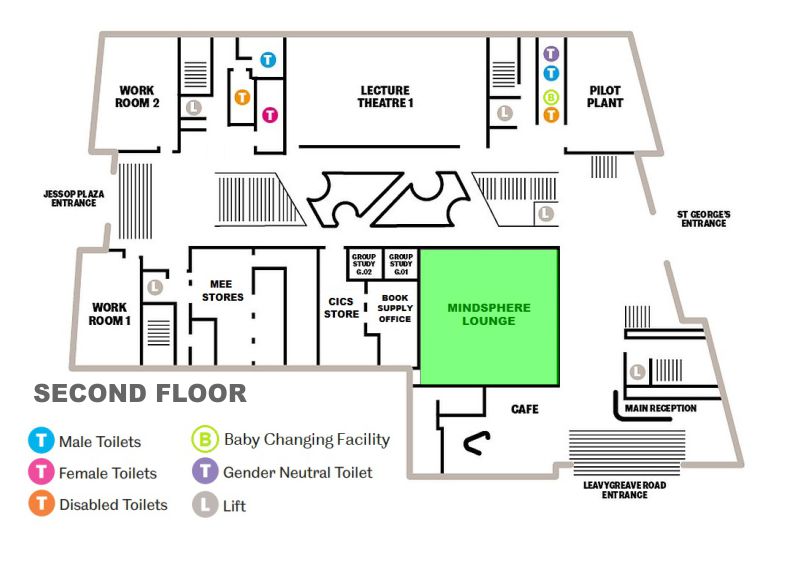 WORK
ROOM 2
L
T
T
T
LECTURE
THEATRE 1
L
T
T
B
T
PILOT
PLANT
JESSOP PLAZA
ENTRANCE
L
ST GEORGE'S
ENTRANCE
WORK
ROOM 1
L
MEE
STORES
CICS
STORE
GROUP
STUDY
G.02
GROUP
STUDY
G.01
BOOK
SUPPLY
OFFICE
MINDSPHERE
LOUNGE
L
MAIN RECEPTION
CAFE
LEAVYGREAVE ROAD
ENTRANCE
SECOND FLOOR
T Male Toilets
T Female Toilets
T Disabled Toilets
B Baby Changing Facility
T Gender Neutral Toilet
L Lift